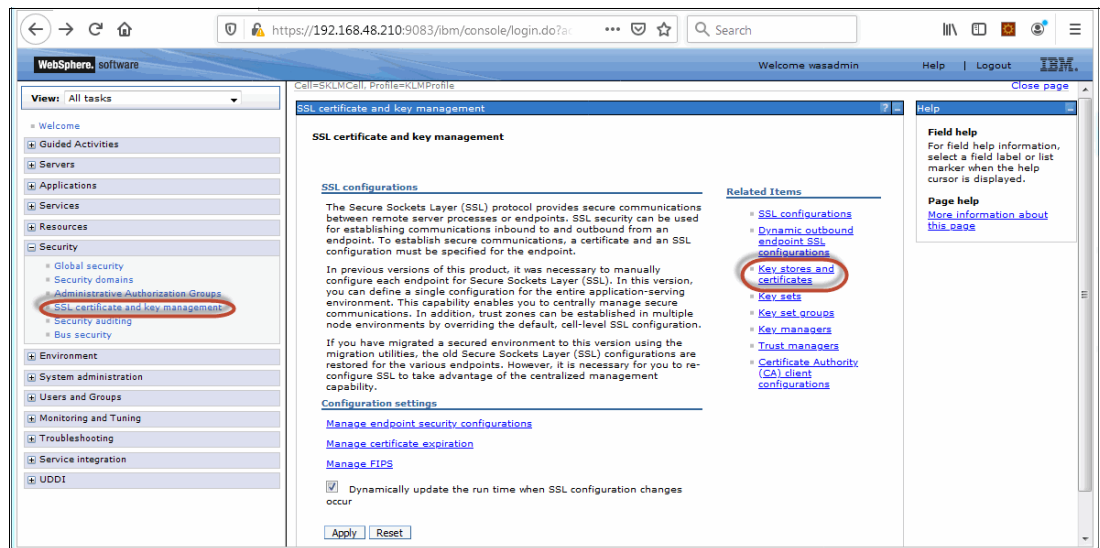 https://192.168.48.210:9083/ibm/console/login.do?ac
Search
WebSphere. software
Welcome wasadmin
Help | Logout
IBM.
Cell=SKLMCell, Profile=KLMProfile
Close page
View: All tasks
Welcome
Guided Activities
Servers
Applications
Services
Resources
Security
Global security
Security domains
Administrative Authorization Groups
SSL certificate and key management
Security auditing
Bus security
Environment
System administration
Users and Groups
Monitoring and Tuning
Troubleshooting
Service integration
UDDI
SSL certificate and key management
? -
SSL certificate and key management
SSL configurations
The Secure Sockets Layer (SSL) protocol provides secure communications
between remote server processes or endpoints. SSL security can be used
for establishing communications inbound to and outbound from an
endpoint. To establish secure communications, a certificate and an SSL
configuration must be specified for the endpoint.
In previous versions of this product, it was necessary to manually
configure each endpoint for Secure Sockets Layer (SSL). In this version,
you can define a single configuration for the entire application-serving
environment. This capability enables you to centrally manage secure
communications. In addition, trust zones can be established in multiple
node environments by overriding the default, cell-level SSL configuration.
If you have migrated a secured environment to this version using the
migration utilities, the old Secure Sockets Layer (SSL) configurations are
restored for the various endpoints. However, it is necessary for you to re-
configure SSL to take advantage of the centralized management
capability.
Configuration settings
Manage endpoint security configurations
Manage certificate expiration
Manage FIPS
Dynamically update the run time when SSL configuration changes
occur
Apply Reset
Related Items
SSL configurations
Dynamic outbound
endpoint SSL
configurations
Key stores and
certificates
Key sets
Key set groups
Key managers
Trust managers
Certificate Authority
(CA) client
configurations
Help
Field help
For field help information,
select a field label or list
marker when the help
cursor is displayed.
Page help
More information about
this page